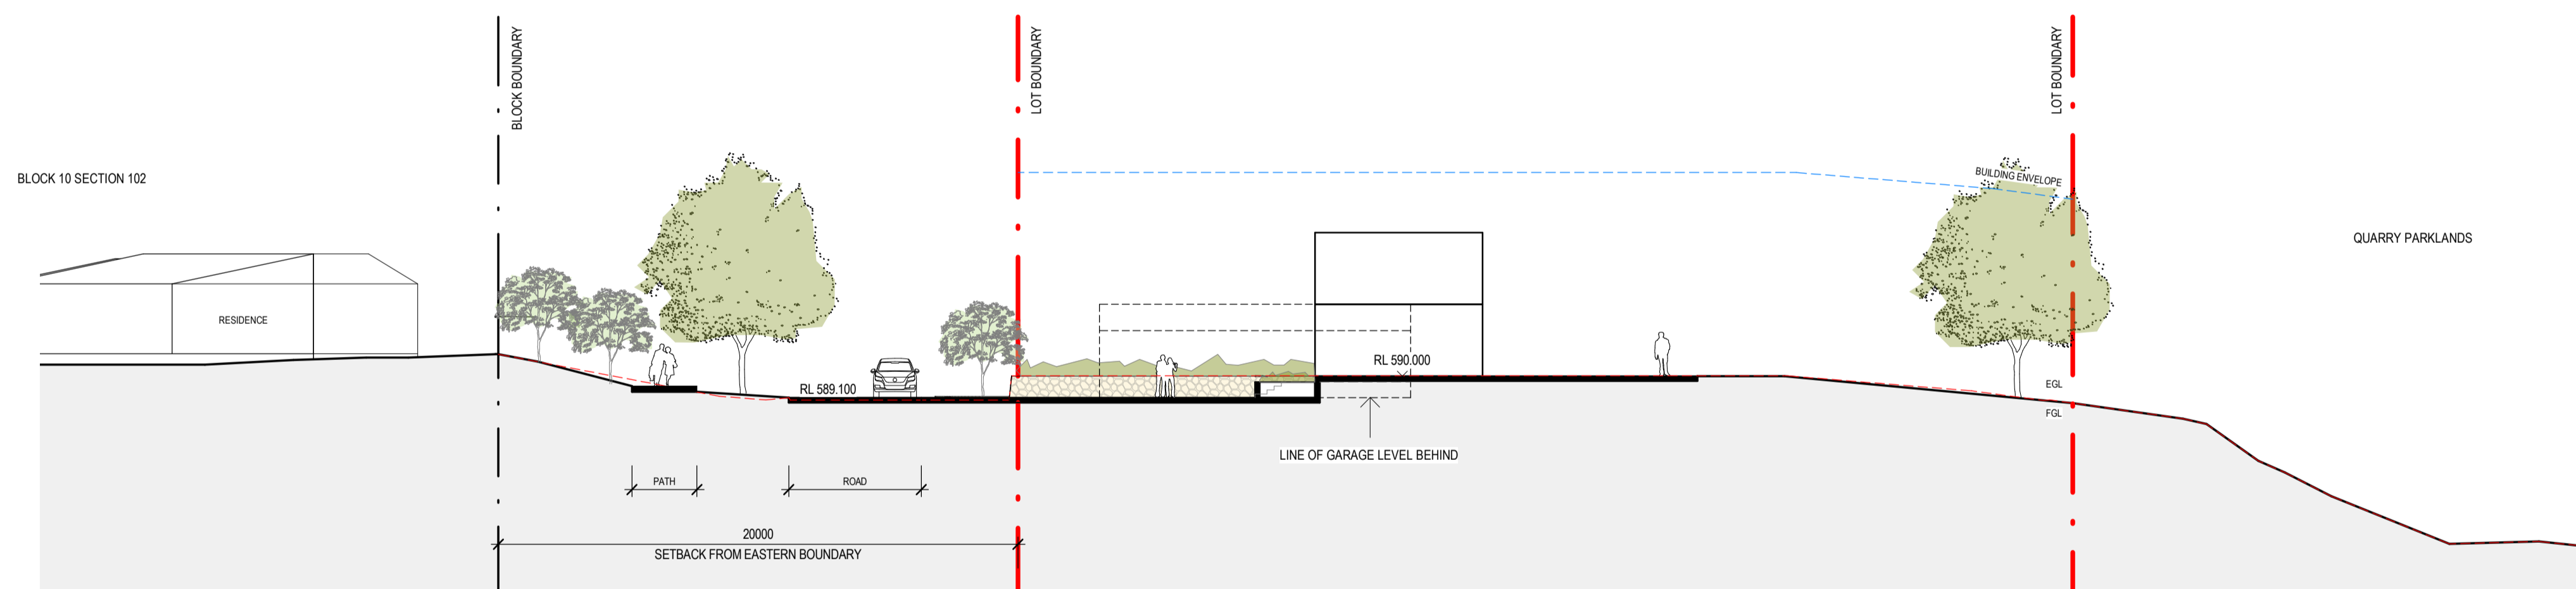 BLOCK BOUNDARY
LOT BOUNDARY
LOT BOUNDARY
BLOCK 10 SECTION 102
BUILDING ENVELOPE
QUARRY PARKLANDS
RESIDENCE
RL 590.000
RL 589.100
EGL
FGL
LINE OF GARAGE LEVEL BEHIND
PATH
ROAD
20000
SETBACK FROM EASTERN BOUNDARY